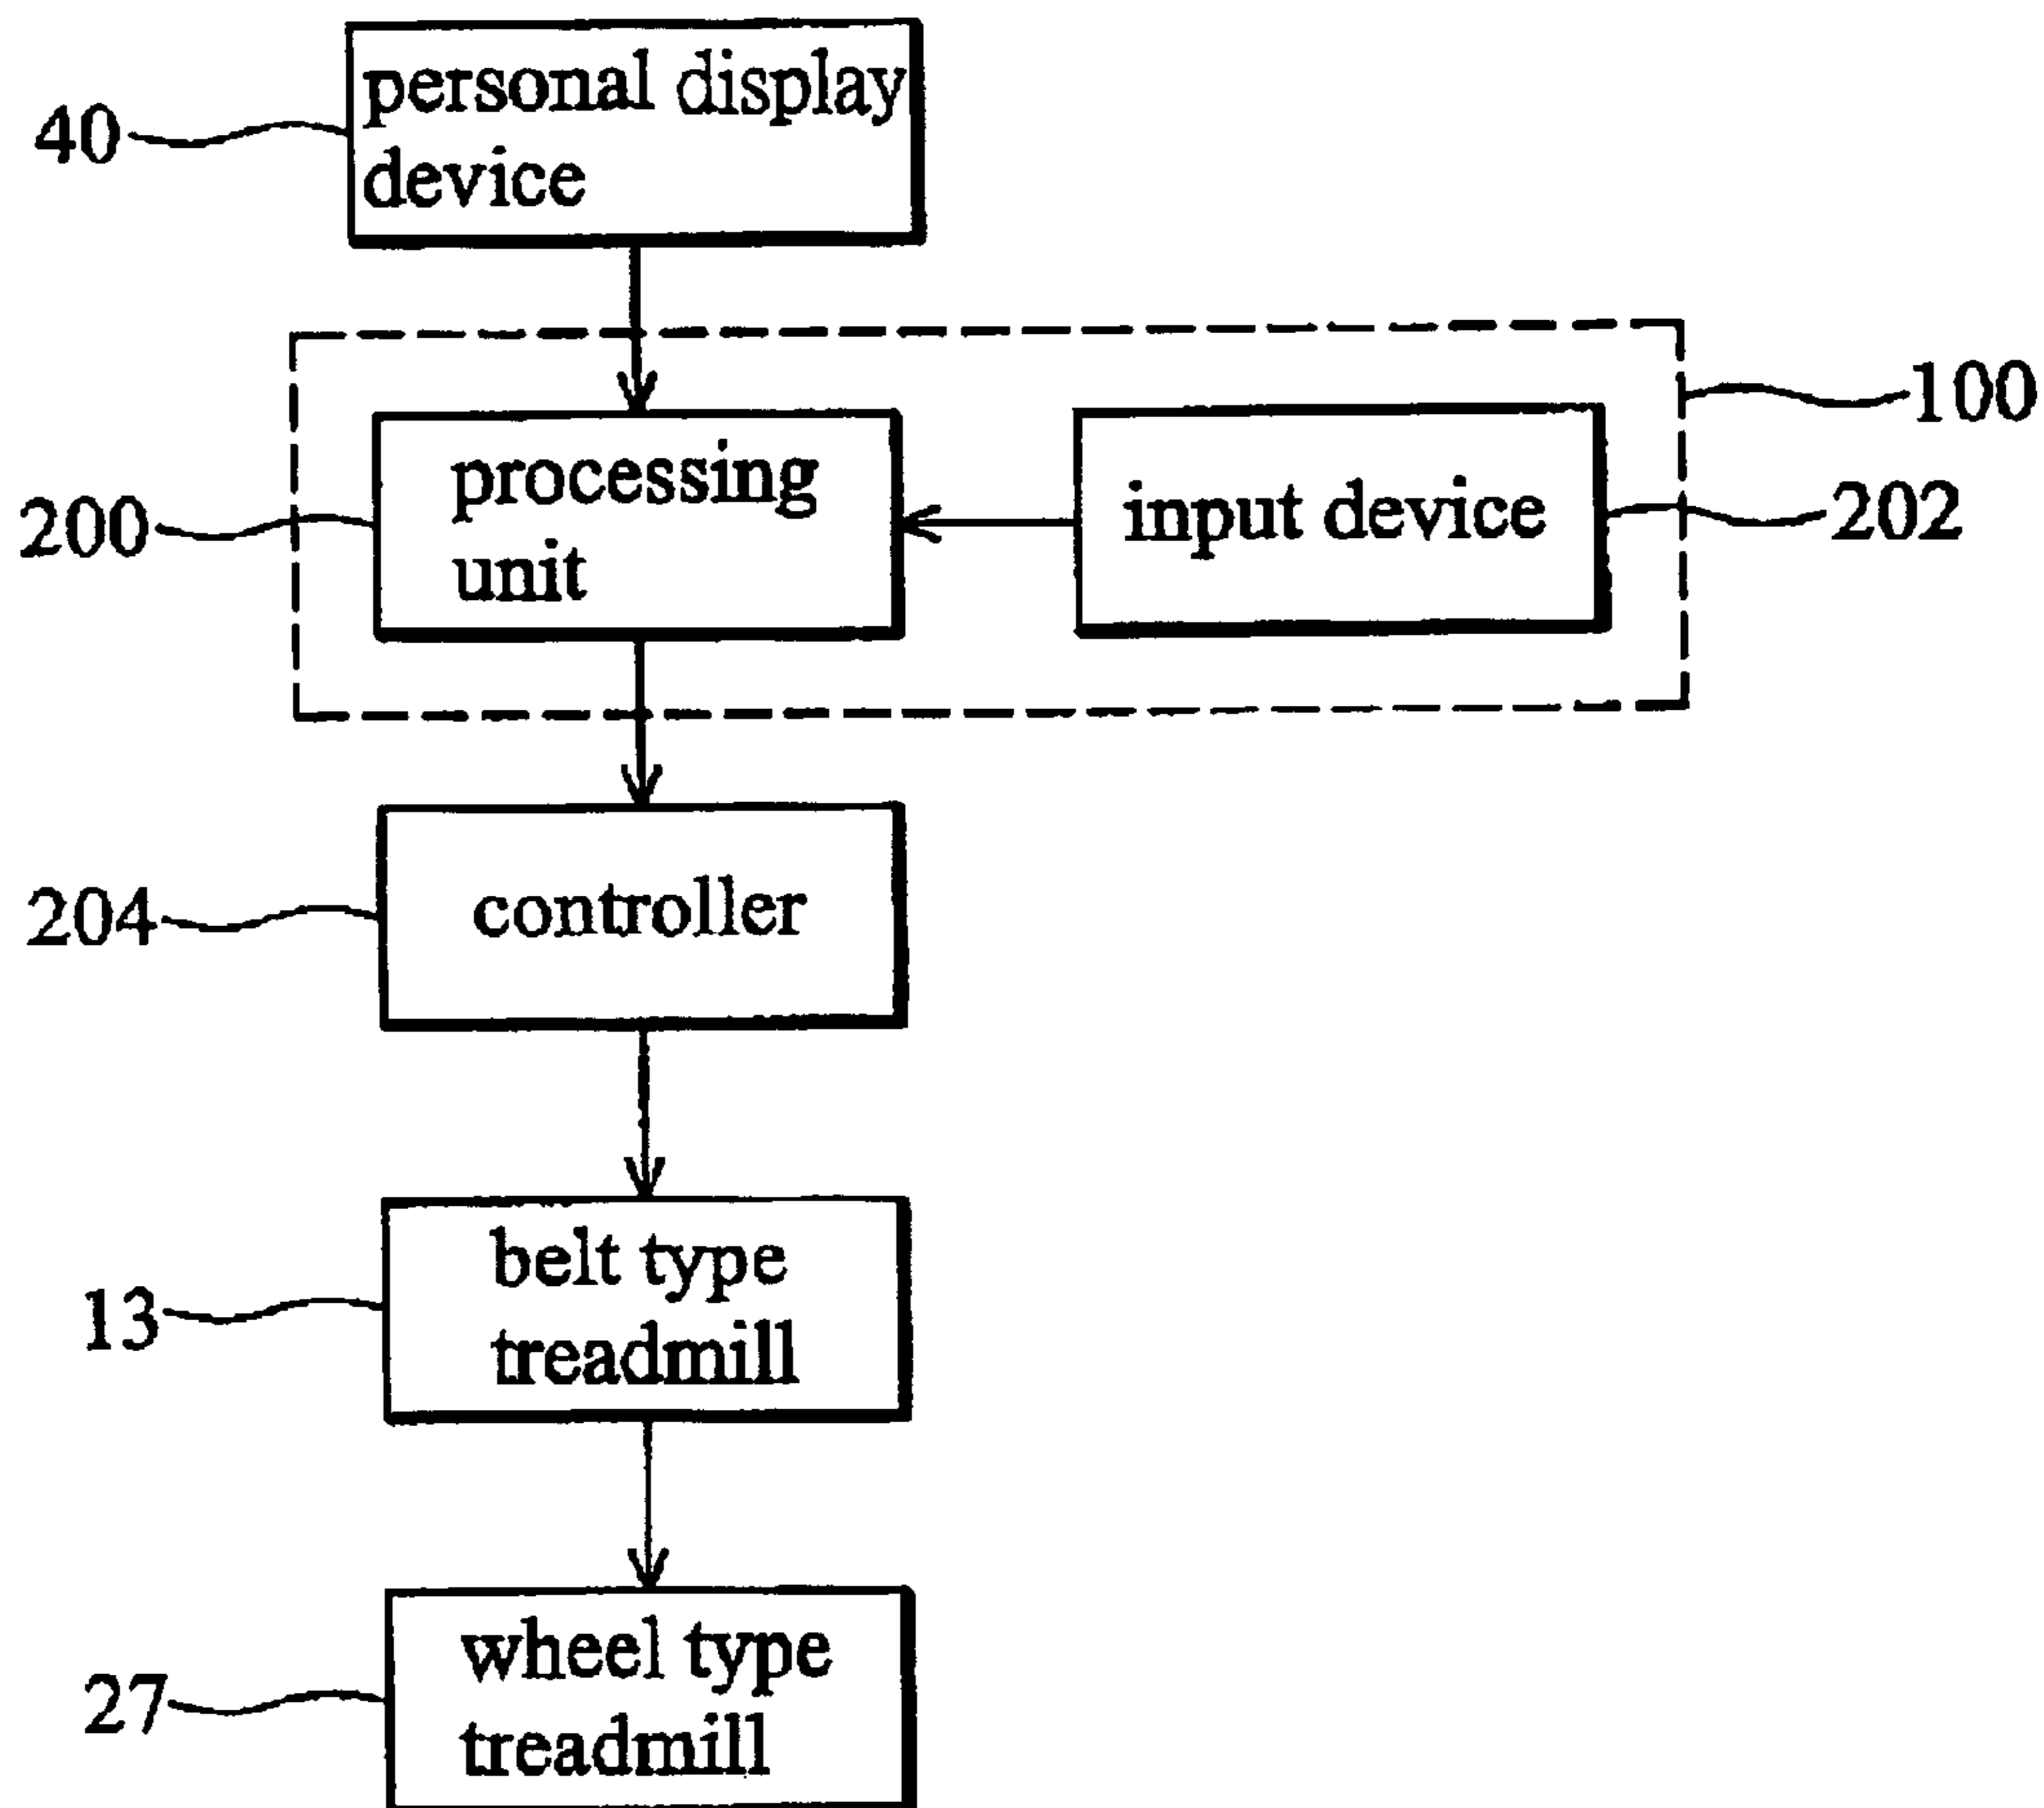 personal display
device
40
100
processing
unit
input device
200
202
controller
204
belt type
treadmill
13
wheel type
treadmill
27